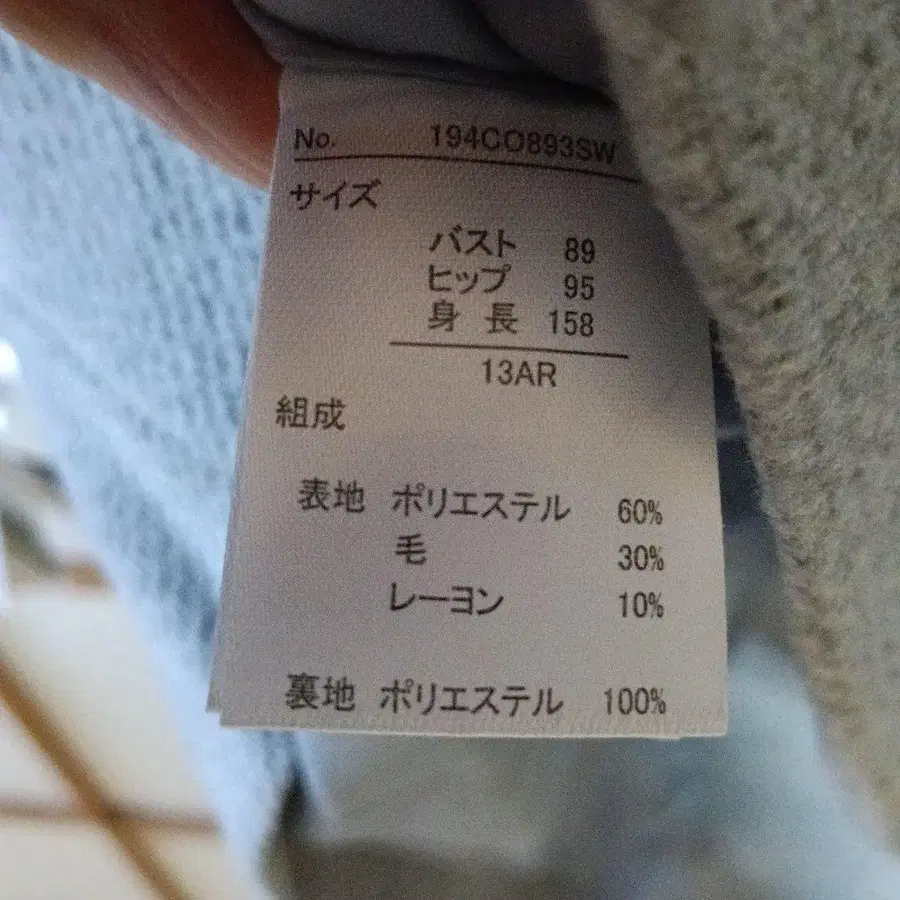 No. 194CO893SW
サイズ
バスト 89
ヒップ 95
身長 158
13AR
組成
表地 ポリエステル 60%
毛 30%
レーヨン 10%
裏地 ポリエステル 100%